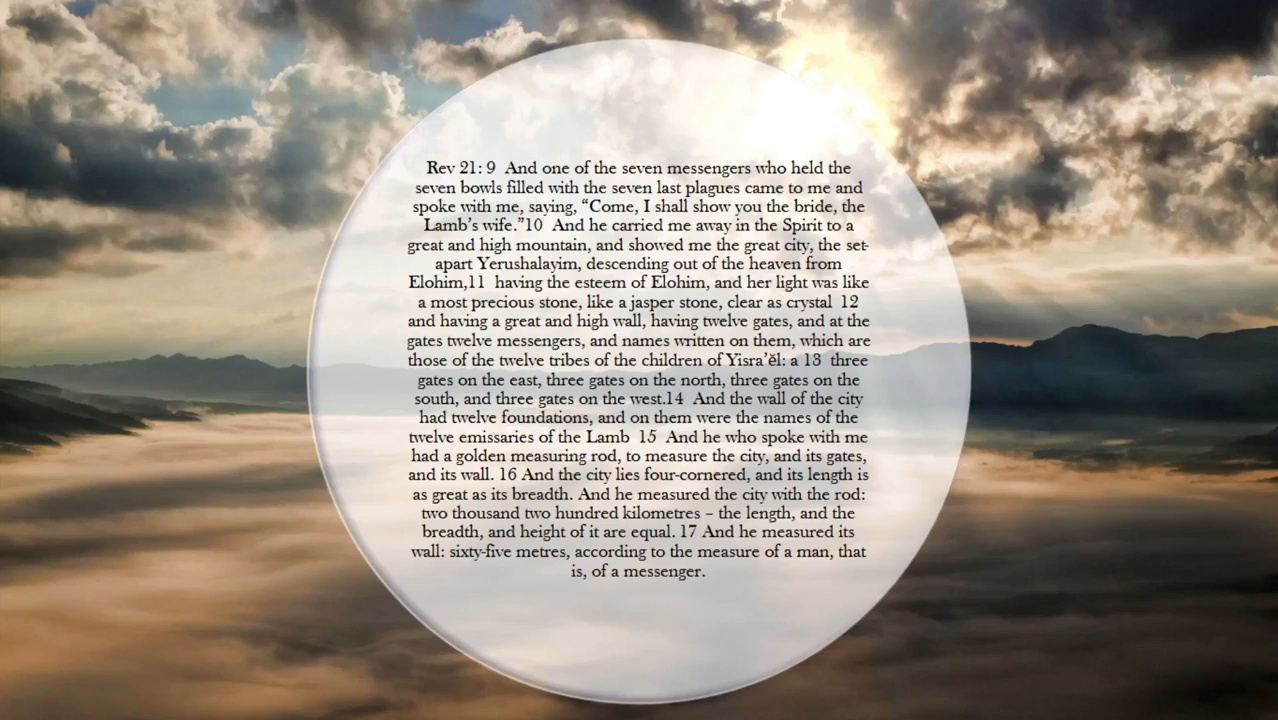 Rev 21: 9  And one of the seven messengers who held the
seven bowls filled with the seven last plagues came to me and
spoke with me, saying, “Come, I shall show you the bride, the
Lamb’s wife.”10  And he carried me away in the Spirit to a
great and high mountain, and showed me the great city, the set-
apart Yerushalayim, descending out of the heaven from
Elohim,11  having the esteem of Elohim, and her light was like
a most precious stone, like a jasper stone, clear as crystal  12
and having a great and high wall, having twelve gates, and at the
gates twelve messengers, and names written on them, which are
those of the twelve tribes of the children of Yisra’ĕl: a 13  three
gates on the east, three gates on the north, three gates on the
south, and three gates on the west.14  And the wall of the city
had twelve foundations, and on them were the names of the
twelve emissaries of the Lamb  15  And he who spoke with me
had a golden measuring rod, to measure the city, and its gates,
and its wall. 16 And the city lies four-cornered, and its length is
as great as its breadth. And he measured the city with the rod:
two thousand two hundred kilometres – the length, and the
breadth, and height of it are equal. 17 And he measured its
wall: sixty-five metres, according to the measure of a man, that
is, of a messenger.